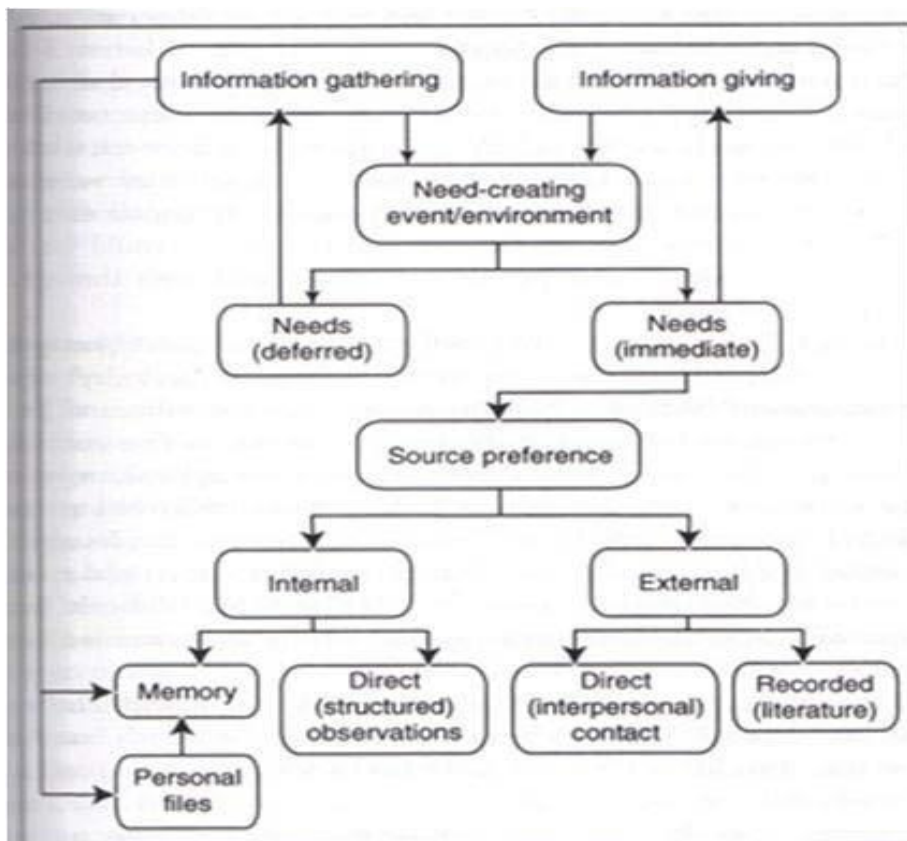 Information gathering
Information giving
Need-creating
event/environment
Needs
(deferred)
Needs
(immediate)
Source preference
Internal
External
Memory
Direct
(structured)
observations
Direct
(interpersonal)
contact
Recorded
(literature)
Personal
files